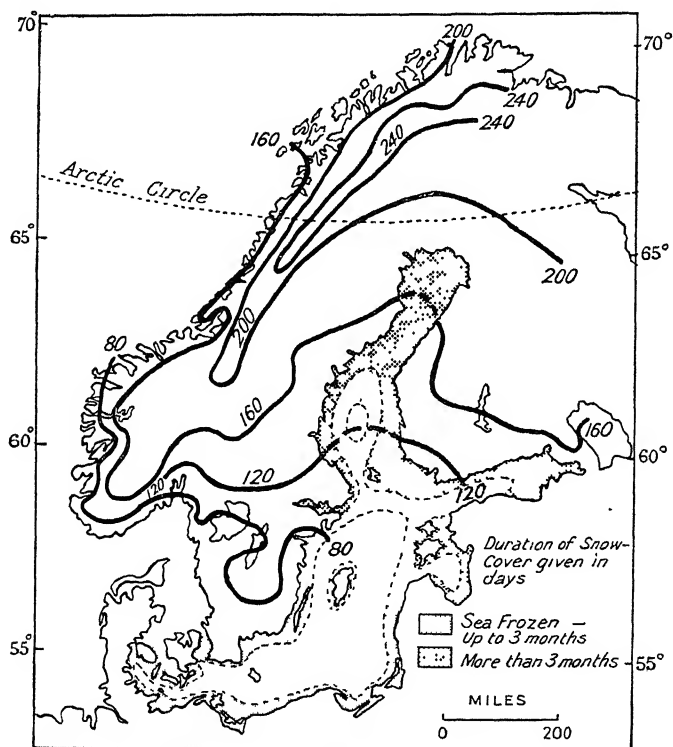 70°
200
70°
240
240
240
160
Arctic Circle
65°
65°
200
200
80
160
60°
160
60°
120
120
120
80
Duration of Snow-
Cover given in
days
Sea Frozen —
Up to 3 months
More than 3 months
55°
55°
MILES
0 200